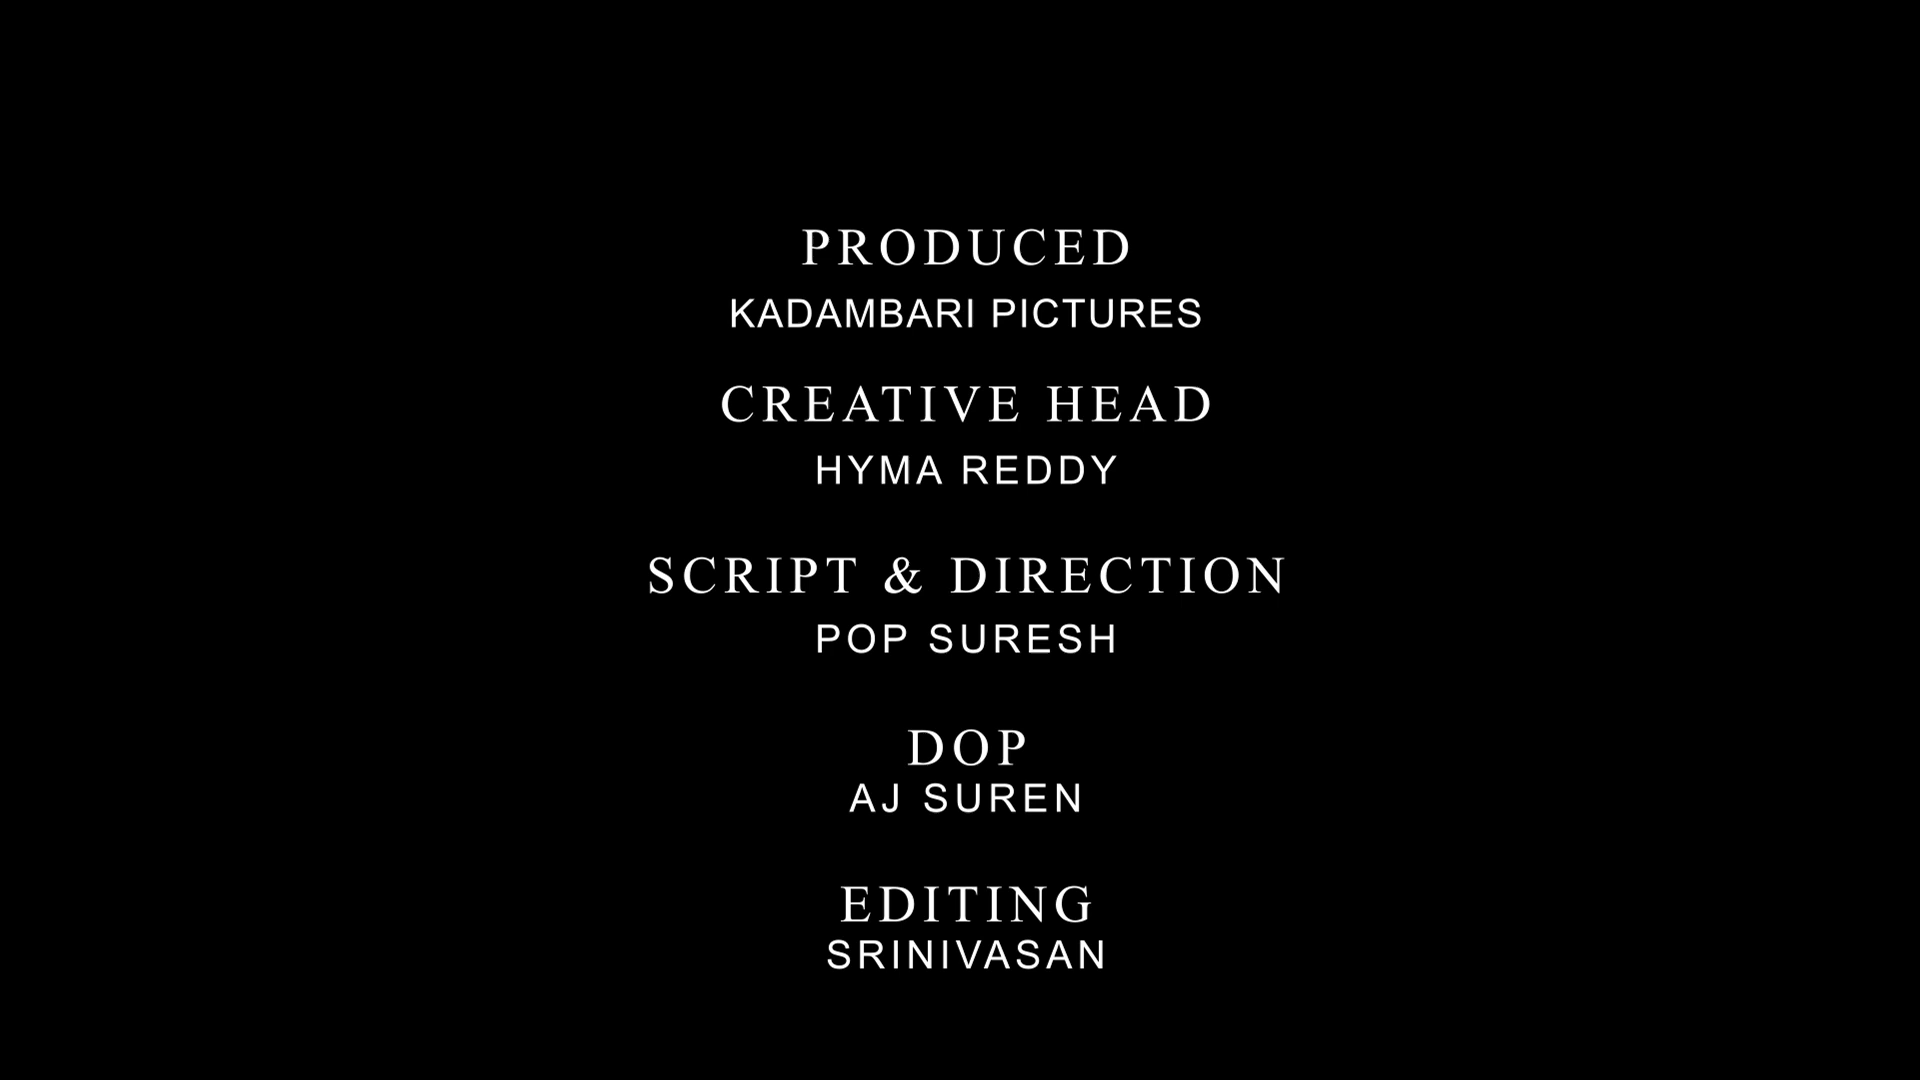 PRODUCED
KADAMBARI PICTURES
CREATIVE HEAD
HYMA REDDY
SCRIPT & DIRECTION
POP SURESH
DOP
AJ SUREN
EDITING
SRINIVASAN